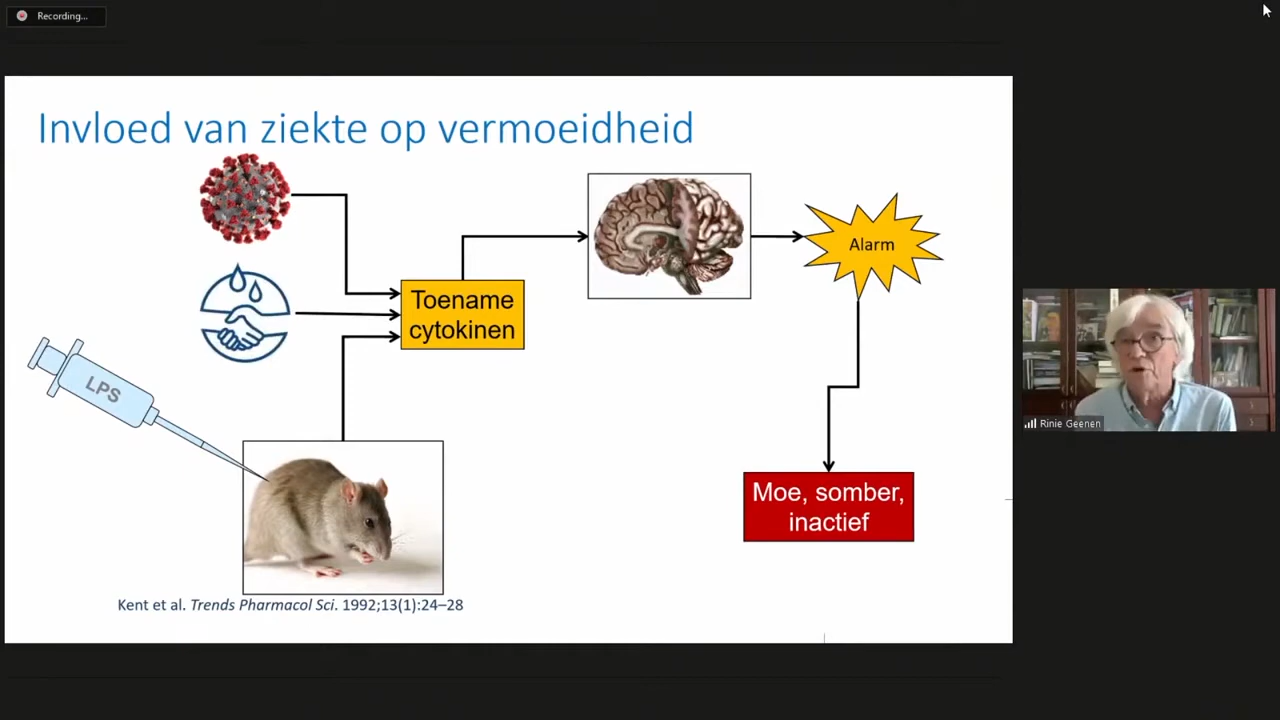 Recording...
Invloed van ziekte op vermoeidheid
Alarm
Toename
cytokinen
LPS
Rinie Geenen
Moe, somber,
inactief
Kent et al. Trends Pharmacol Sci. 1992;13(1):24–28